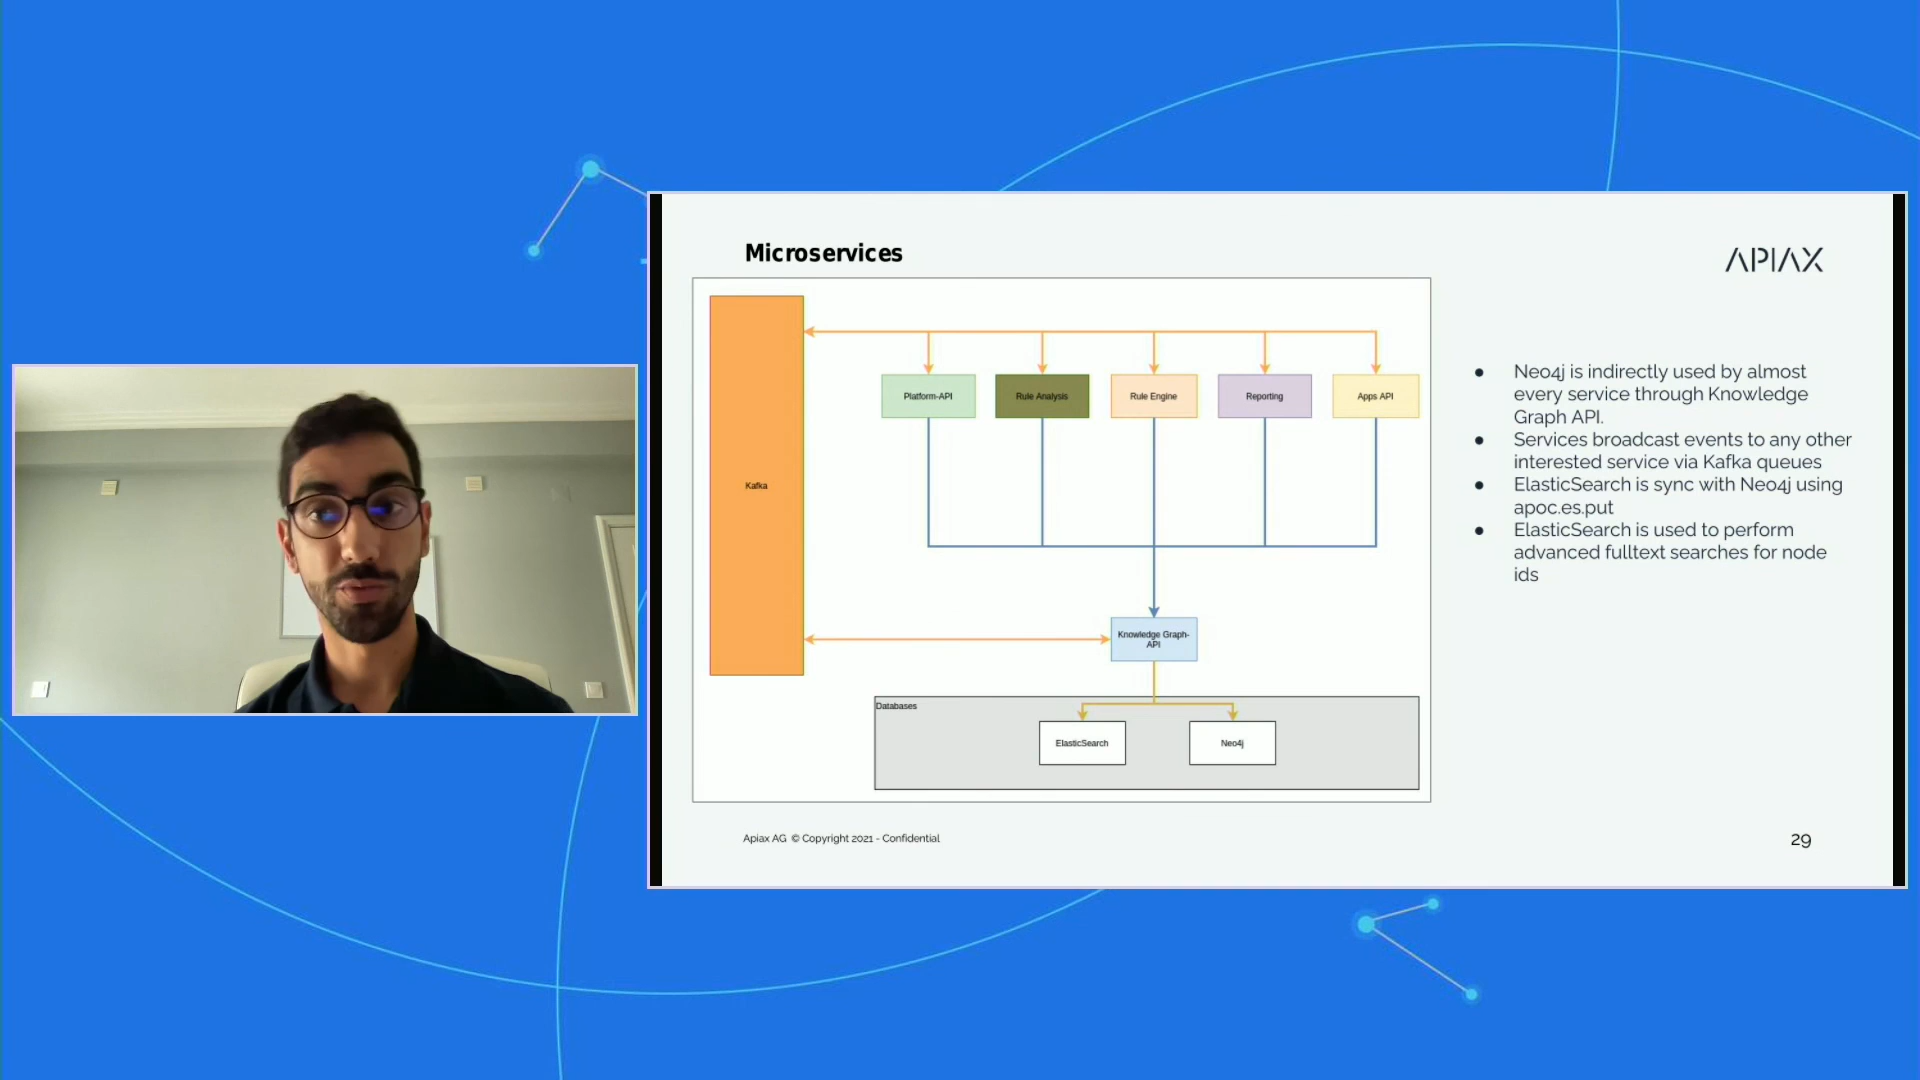 Microservices
APIAX
Kafka
Platform-API
Rule Analysis
Rule Engine
Reporting
Apps API
Knowledge Graph-
API
Databases
ElasticSearch
Neo4j
Neo4j is indirectly used by almost
every service through Knowledge
Graph API.
Services broadcast events to any other
interested service via Kafka queues
ElasticSearch is sync with Neo4j using
apoc.es.put
ElasticSearch is used to perform
advanced fulltext searches for node
ids
Apiax AG © Copyright 2021 - Confidential
29